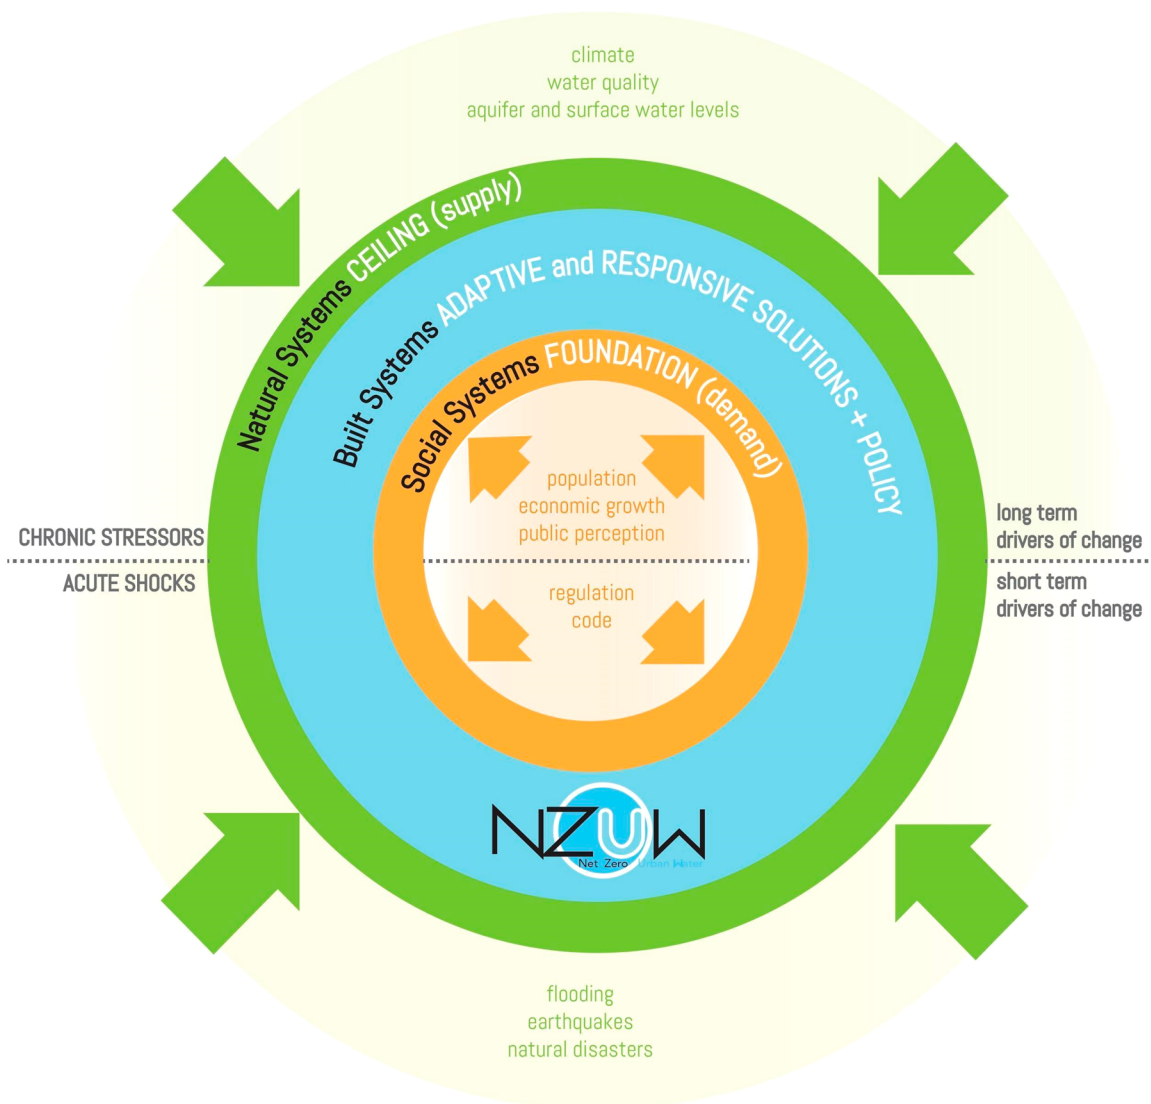 climate
water quality
aquifer and surface water levels
Natural Systems CEILING (supply)
Built Systems ADAPTIVE and RESPONSIVE SOLUTIONS + POLICY
Social Systems FOUNDATION (demand)
population
economic growth
public perception
CHRONIC STRESSORS
long term
drivers of change
ACUTE SHOCKS
short term
drivers of change
regulation
code
NZUW
Net Zero Urban Water
flooding
earthquakes
natural disasters